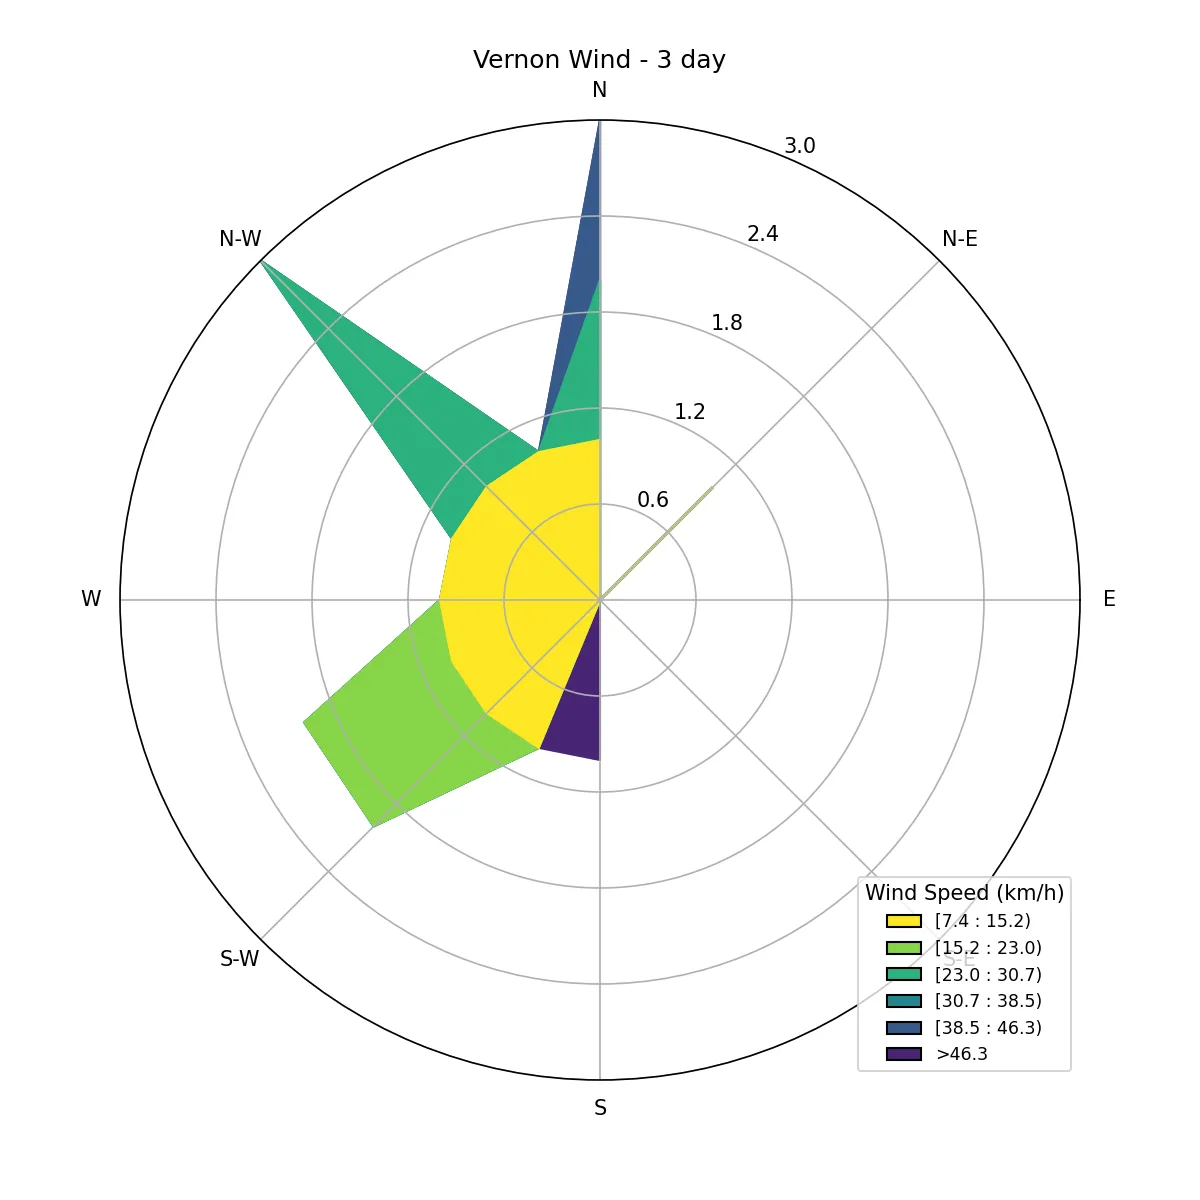 Vernon Wind - 3 day
N
3.0
2.4
N-W
N-E
1.8
1.2
0.6
W
E
S-W
S-E
Wind Speed (km/h)
[7.4 : 15.2)
[15.2 : 23.0)
[23.0 : 30.7)
[30.7 : 38.5)
[38.5 : 46.3)
>46.3
S